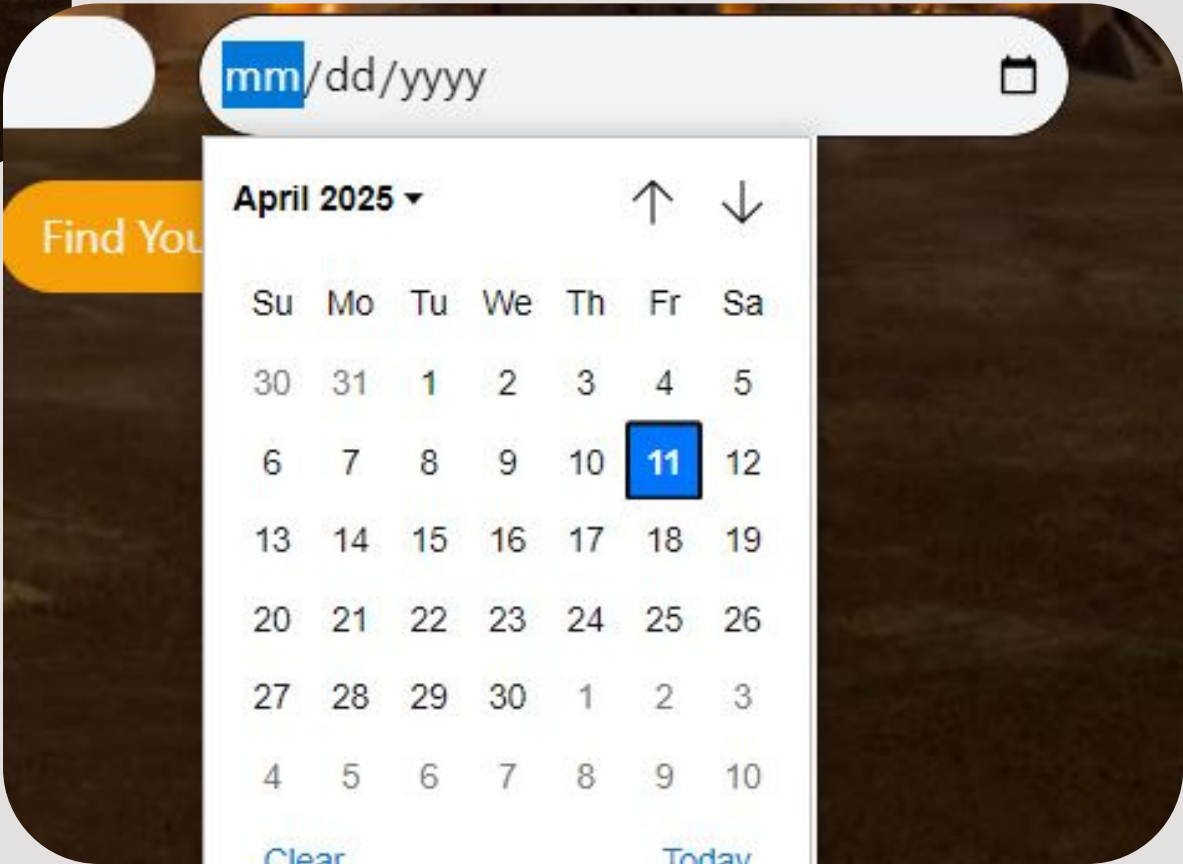 mm/dd/yyyy
Find You
April 2025
Su Mo Tu We Th Fr Sa
30 31 1 2 3 4 5
6 7 8 9 10 11 12
13 14 15 16 17 18 19
20 21 22 23 24 25 26
27 28 29 30 1 2 3
4 5 6 7 8 9 10
Clear Today